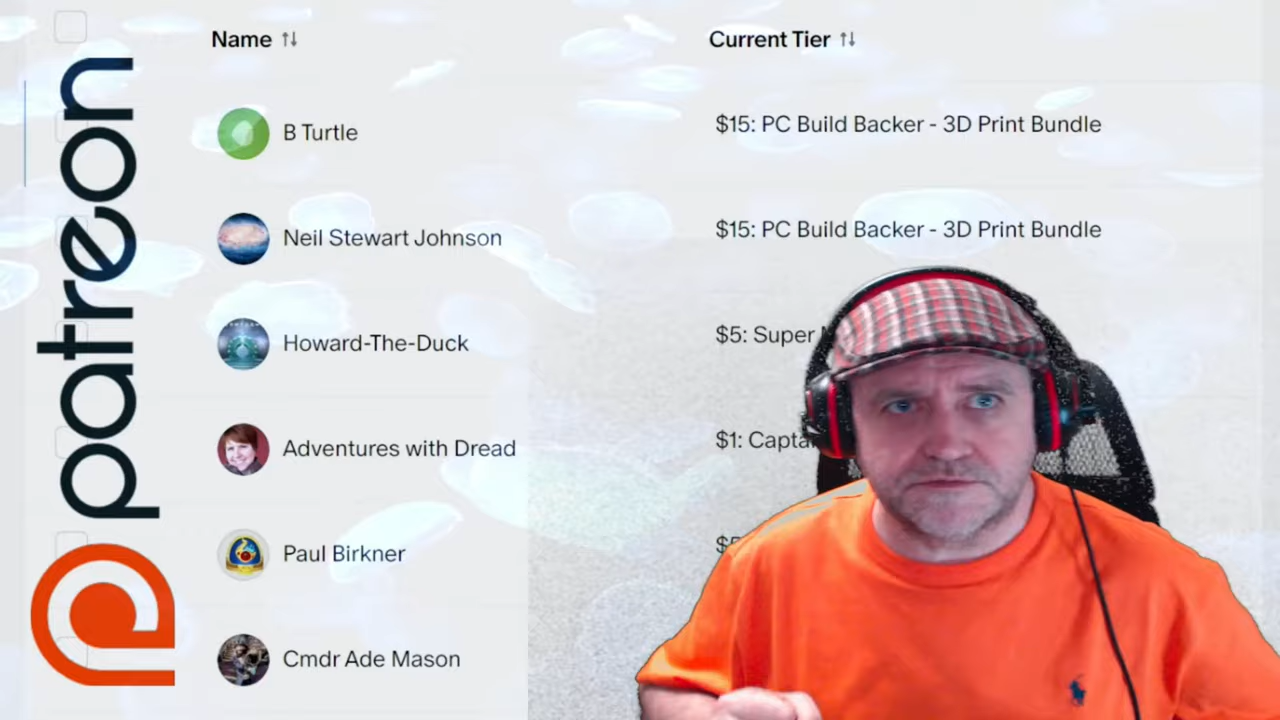 patreon
Name Current Tier
B Turtle $15: PC Build Backer - 3D Print Bundle
Neil Stewart Johnson $15: PC Build Backer - 3D Print Bundle
Howard-The-Duck $5: Super
Adventures with Dread $1:
Paul Birkner
Cmdr Ade Mason